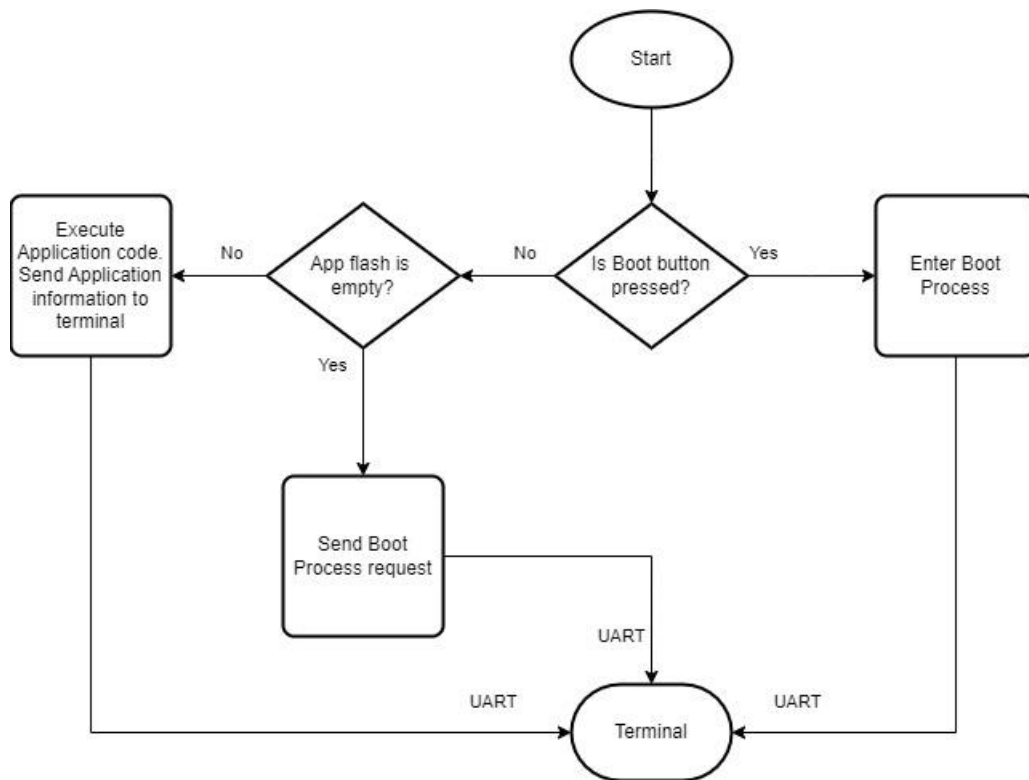 Start
Execute
Application code.
Send Application
information to
terminal
No
App flash is
empty?
No
Is Boot button
pressed?
Yes
Enter Boot
Process
Yes
Send Boot
Process request
UART
UART
Terminal
UART